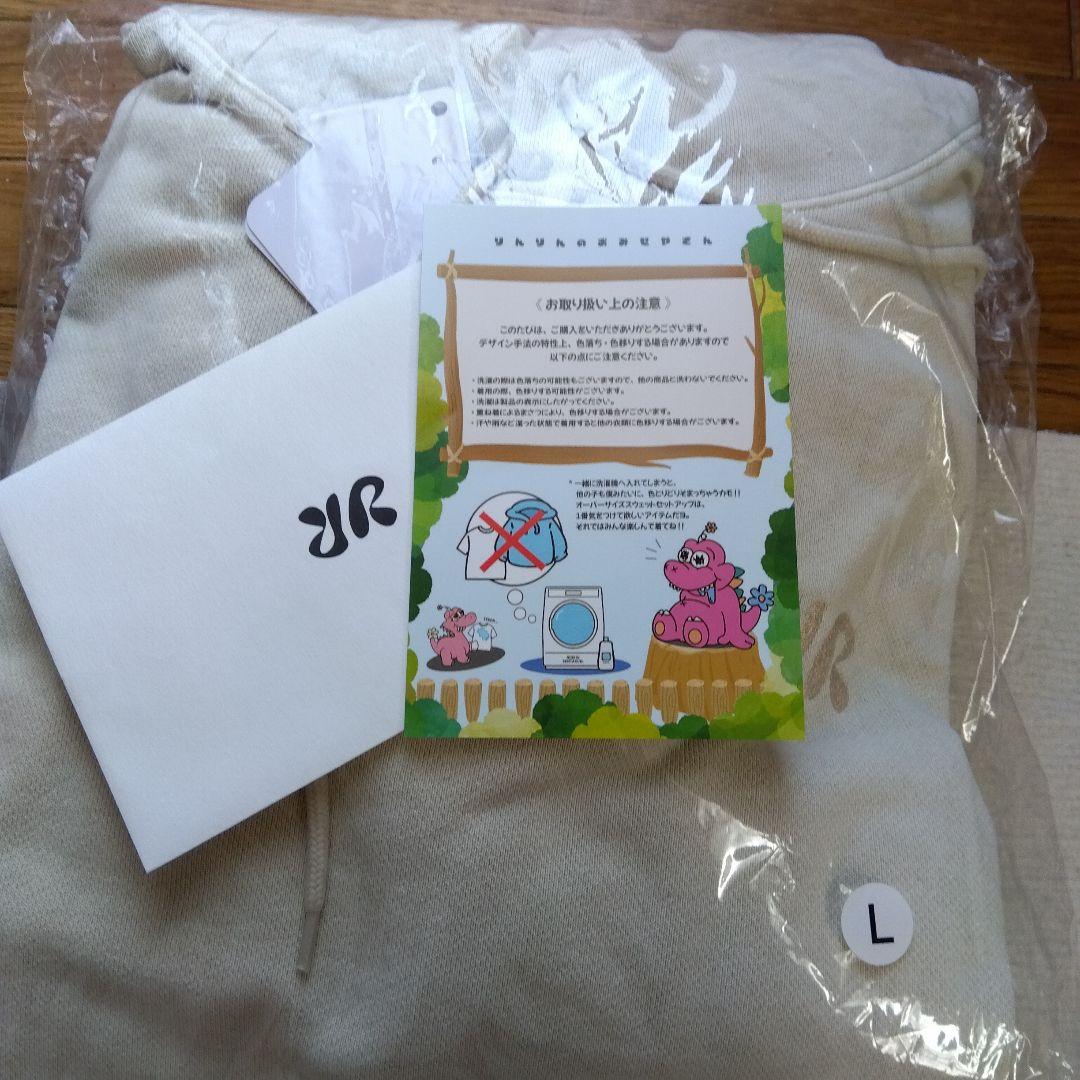 りんりんのおみせやさん
《 お取り扱い上の注意 》
このたびは、ご購入をいただきありがとうございます。
デザイン手法の特性上、色落ち・色移りする場合がありますので
以下の点にご注意ください。
・洗濯の際は色落ちの可能性もございますので、他の商品と洗わないでください。
・着用の際、色移りする可能性がございます。
・洗濯は製品の表示にしたがってください。
・重ね着によるまさつにより、色移りする場合がございます。
・汗や雨など湿った状態で着用すると他の衣類に色移りする場合がございます。
* 一緒に洗濯機へ入れてしまうと、
他の子も僕みたいに、色とりどりそまっちゃうカモ!!
オーバーサイズスウェットセットアップは、
1番気をつけて欲しいアイテムだヨ。
それではみんな楽しんで着てね!!
YR
YR
L